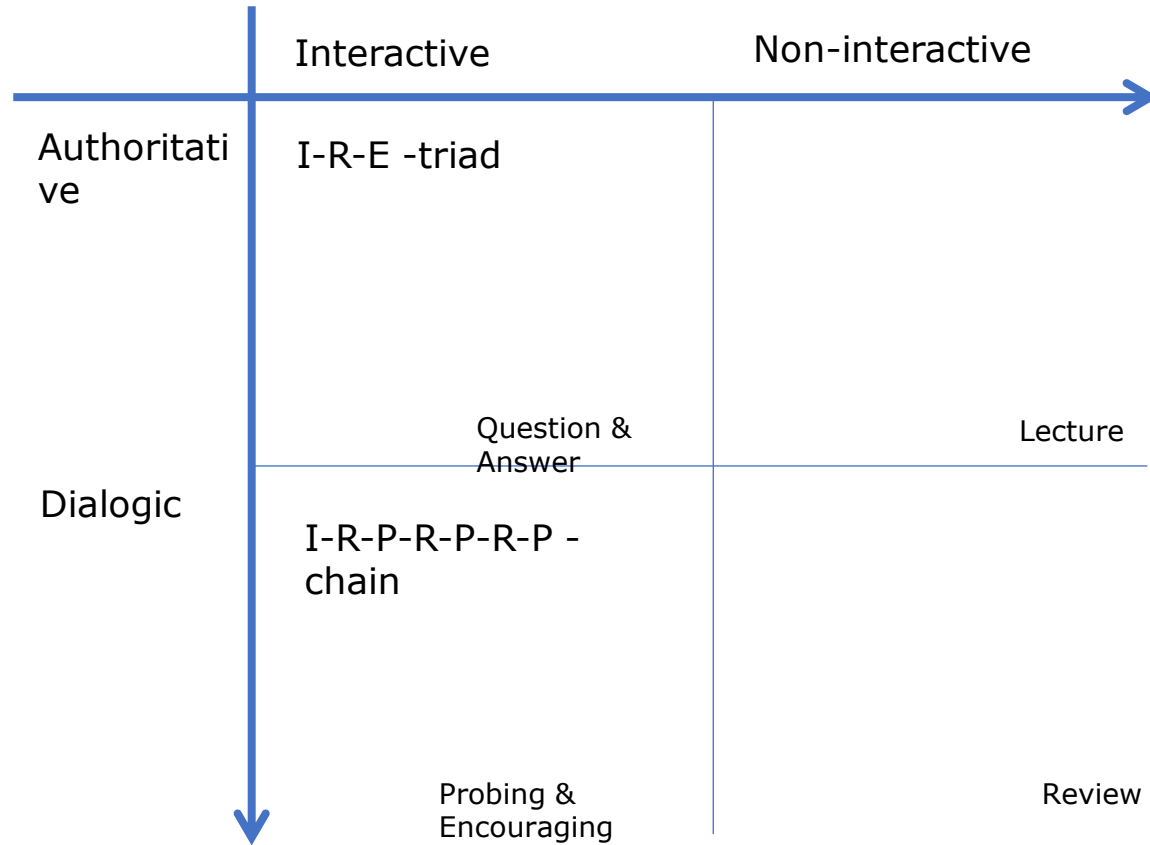 Interactive
Non-interactive
Authoritati
ve
I-R-E -triad
Question &
Answer
Lecture
Dialogic
I-R-P-R-P-R-P -
chain
Probing &
Encouraging
Review